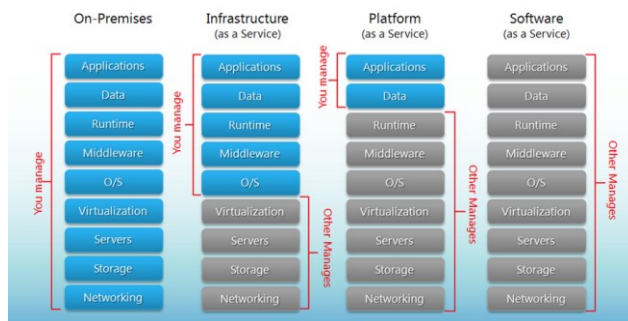 On-Premises
You manage
Applications
Data
Runtime
Middleware
O/S
Virtualization
Servers
Storage
Networking
Infrastructure
(as a Service)
You manage
Applications
Data
Runtime
Middleware
O/S
Virtualization
Servers
Storage
Networking
Other Manages
Platform
(as a Service)
You manage
Applications
Data
Runtime
Middleware
O/S
Virtualization
Servers
Storage
Networking
Other Manages
Software
(as a Service)
Applications
Data
Runtime
Middleware
O/S
Virtualization
Servers
Storage
Networking
Other Manages